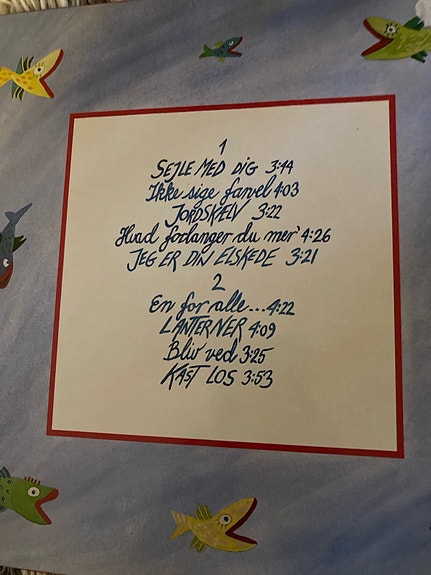 1
SEJLE MED DIG 3:44
Ikke sige farvel 4:03
JORDSKÆLV 3:22
Hvad forlanger du mer' 4:26
JEG ER DIN ELSKEDE 3:21
2
En for alle... 4:22
LANTERNER 4:09
Bliv ved 3:25
KAST LOS 3:53